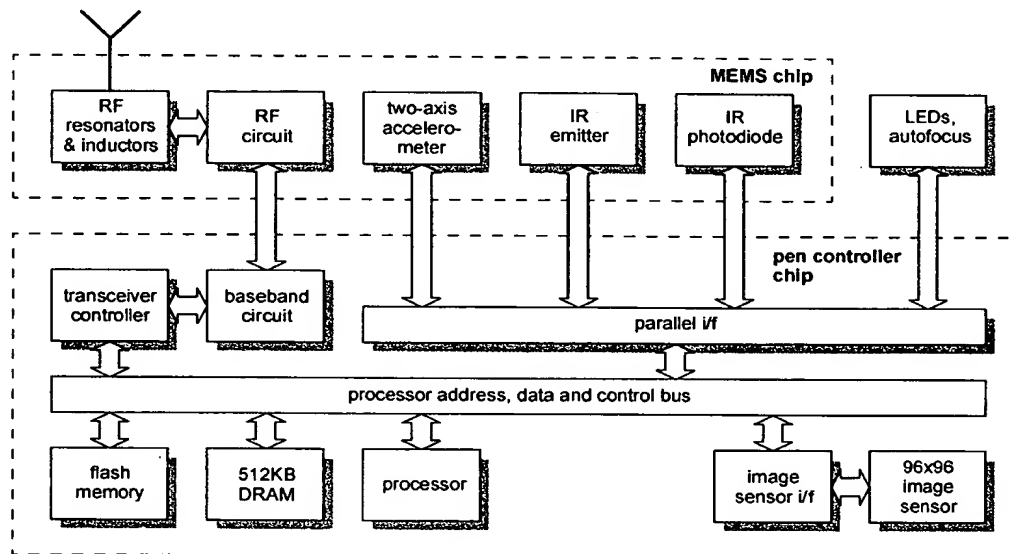 MEMS chip
RF
resonators
& inductors
RF
circuit
two-axis
accelero-
meter
IR
emitter
IR
photodiode
LEDs,
autofocus
pen controller
chip
transceiver
controller
baseband
circuit
parallel i/f
processor address, data and control bus
flash
memory
512KB
DRAM
processor
image
sensor i/f
96x96
image
sensor